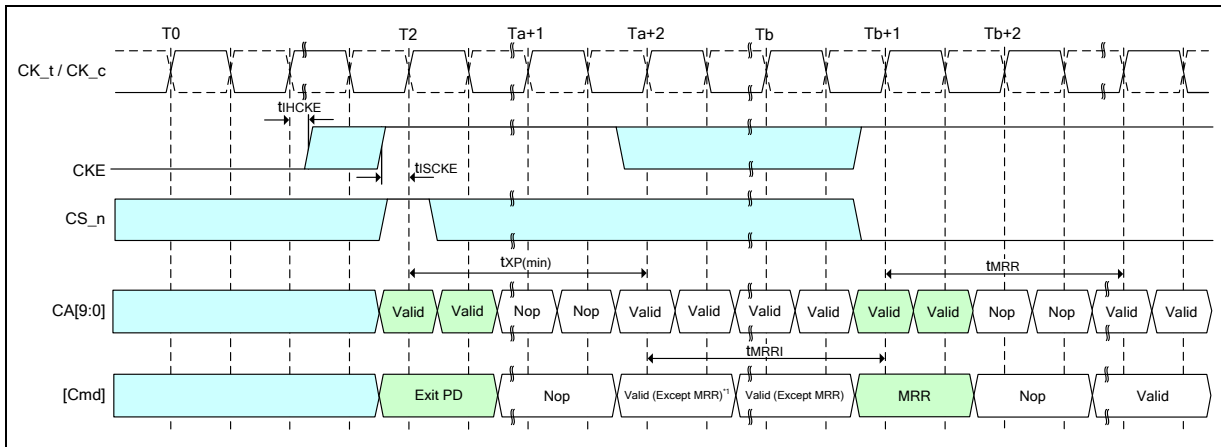 T0 T2 Ta+1 Ta+2 Tb Tb+1 Tb+2
CK_t / CK_c
tIHCKE
CKE
tISCKE
CS_n
tXP(min) tMRR
CA[9:0] Valid Valid Nop Nop Valid Valid Valid Valid Valid Valid Nop Nop Valid Valid
tMRRI
[Cmd] Exit PD Nop Valid (Except MRR)*1 Valid (Except MRR) MRR Nop Valid